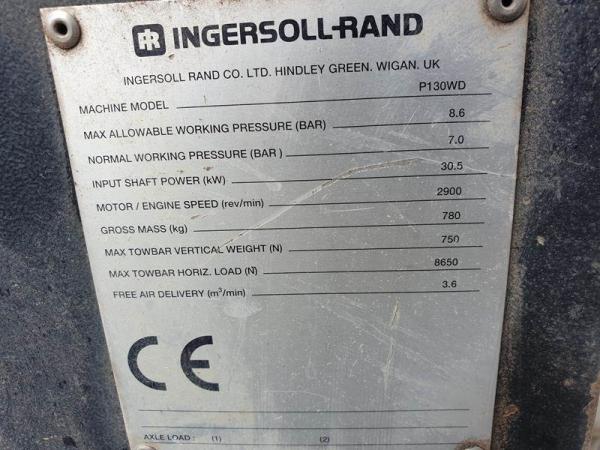 IR INGERSOLL-RAND
INGERSOLL RAND CO. LTD. HINDLEY GREEN. WIGAN. UK
MACHINE MODEL P130WD
MAX ALLOWABLE WORKING PRESSURE (BAR) 8.6
NORMAL WORKING PRESSURE (BAR ) 7.0
INPUT SHAFT POWER (kW) 30.5
MOTOR / ENGINE SPEED (rev/min) 2900
GROSS MASS (kg) 780
MAX TOWBAR VERTICAL WEIGHT (N) 750
MAX TOWBAR HORIZ. LOAD (N) 8650
FREE AIR DELIVERY (m³/min) 3.6
CE
AXLE LOAD : (1) (2)